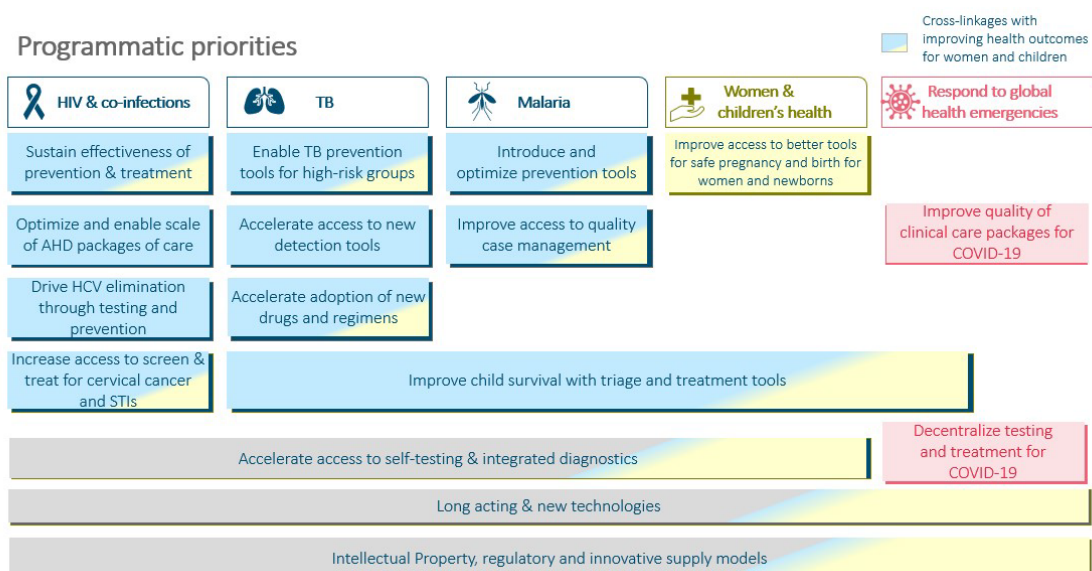 Programmatic priorities
Cross-linkages with
improving health outcomes
for women and children
HIV & co-infections
TB
Malaria
Women &
children's health
Respond to global
health emergencies
Sustain effectiveness of
prevention & treatment
Enable TB prevention
tools for high-risk groups
Introduce and
optimize prevention tools
Improve access to better tools
for safe pregnancy and birth for
women and newborns
Optimize and enable scale
of AHD packages of care
Accelerate access to new
detection tools
Improve access to quality
case management
Improve quality of
clinical care packages for
COVID-19
Drive HCV elimination
through testing and
prevention
Accelerate adoption of new
drugs and regimens
Increase access to screen &
treat for cervical cancer
and STIs
Improve child survival with triage and treatment tools
Accelerate access to self-testing & integrated diagnostics
Decentralize testing
and treatment for
COVID-19
Long acting & new technologies
Intellectual Property, regulatory and innovative supply models